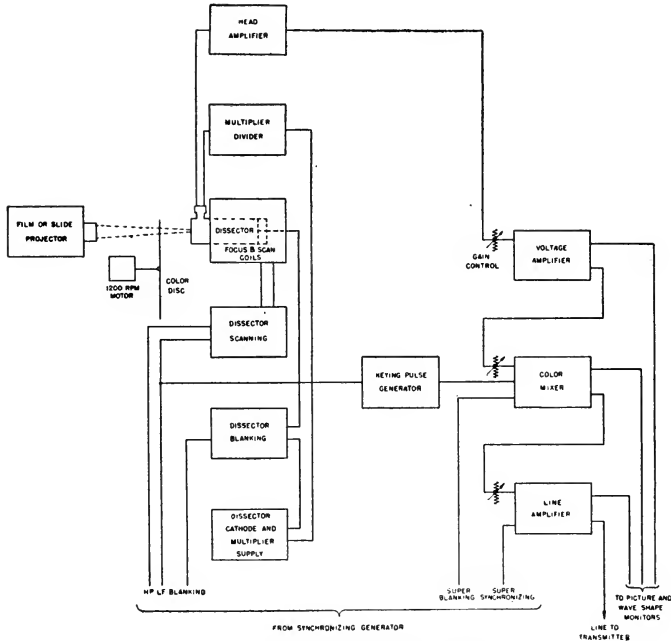 HEAD
AMPLIFIER
MULTIPLIER
DIVIDER
FILM OR SLIDE
PROJECTOR
DISSECTOR
FOCUS & SCAN
COILS
GAIN
CONTROL
VOLTAGE
AMPLIFIER
1200 RPM
MOTOR
COLOR
DISC
DISSECTOR
SCANNING
KEYING PULSE
GENERATOR
COLOR
MIXER
DISSECTOR
BLANKING
LINE
AMPLIFIER
DISSECTOR
CATHODE AND
MULTIPLIER
SUPPLY
HP LF BLANKING
SUPER
BLANKING
SUPER
SYNCHRONIZING
TO PICTURE AND
WAVE SHAPE
MONITORS
FROM SYNCHRONIZING GENERATOR
LINE TO
TRANSMITTER